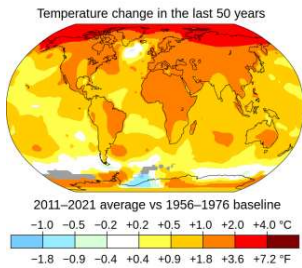 Temperature change in the last 50 years
2011–2021 average vs 1956–1976 baseline
−1.0 −0.5 −0.2 +0.2 +0.5 +1.0 +2.0 +4.0 °C
−1.8 −0.9 −0.4 +0.4 +0.9 +1.8 +3.6 +7.2 °F